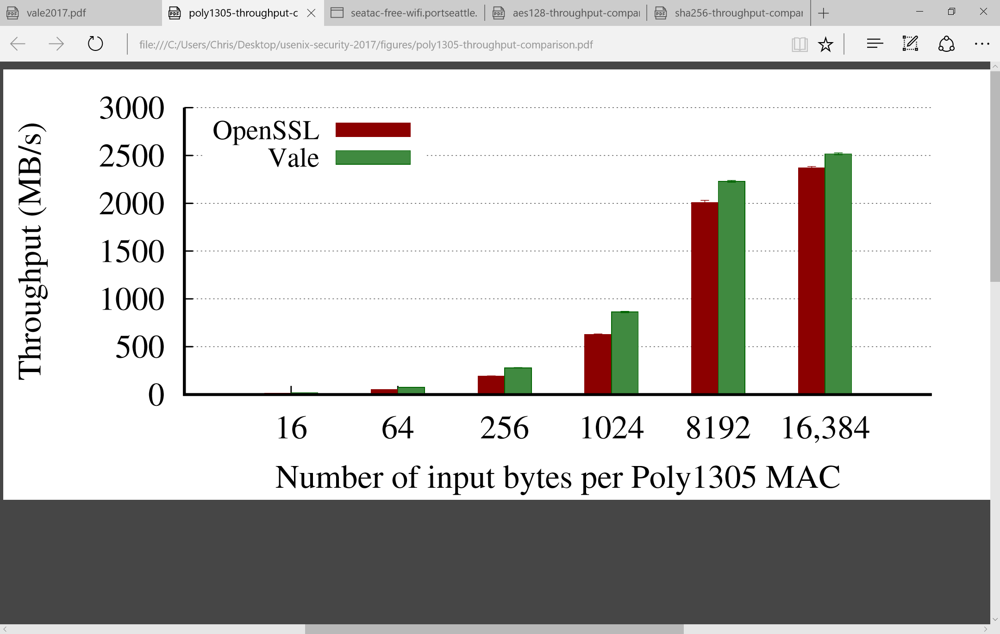 vale2017.pdf
poly1305-throughput-c
seatac-free-wifi.portseattle.
aes128-throughput-compar
sha256-throughput-compar
file:///C:/Users/Chris/Desktop/usenix-security-2017/figures/poly1305-throughput-comparison.pdf
Throughput (MB/s)
3000
2500
2000
1500
1000
500
0
OpenSSL
Vale
16 64 256 1024 8192 16,384
Number of input bytes per Poly1305 MAC